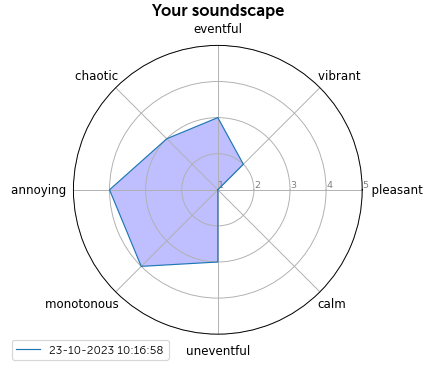 Your soundscape
eventful
chaotic
vibrant
annoying
1 2 3 4 5
pleasant
monotonous
calm
uneventful
23-10-2023 10:16:58